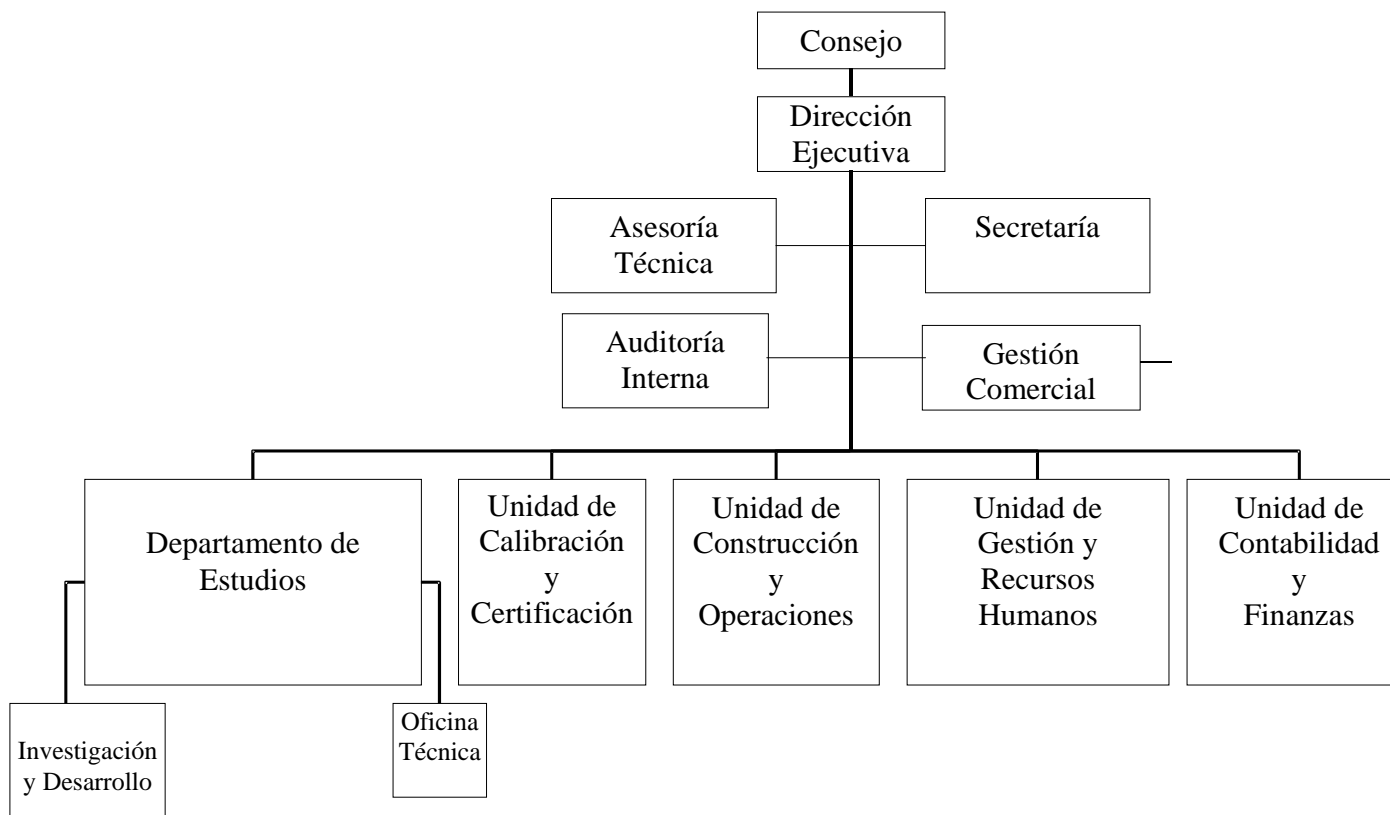 Consejo
Dirección
Ejecutiva
Asesoría
Técnica
Secretaría
Auditoría
Interna
Gestión
Comercial
Departamento de
Estudios
Unidad de
Calibración
y
Certificación
Unidad de
Construcción
y
Operaciones
Unidad de
Gestión y
Recursos
Humanos
Unidad de
Contabilidad
y
Finanzas
Investigación
y Desarrollo
Oficina
Técnica